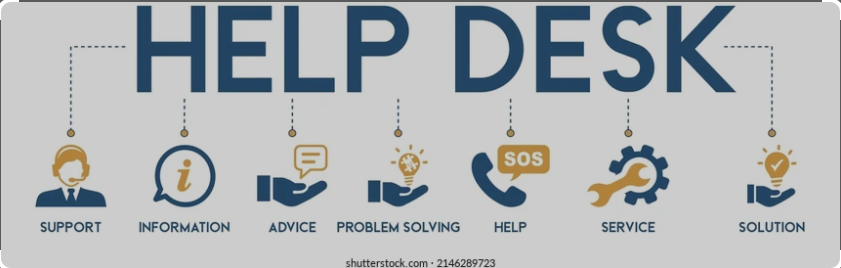 HELP DESK
SOS
i
SUPPORT INFORMATION ADVICE PROBLEM SOLVING HELP SERVICE SOLUTION
shutterstock.com · 2146289723